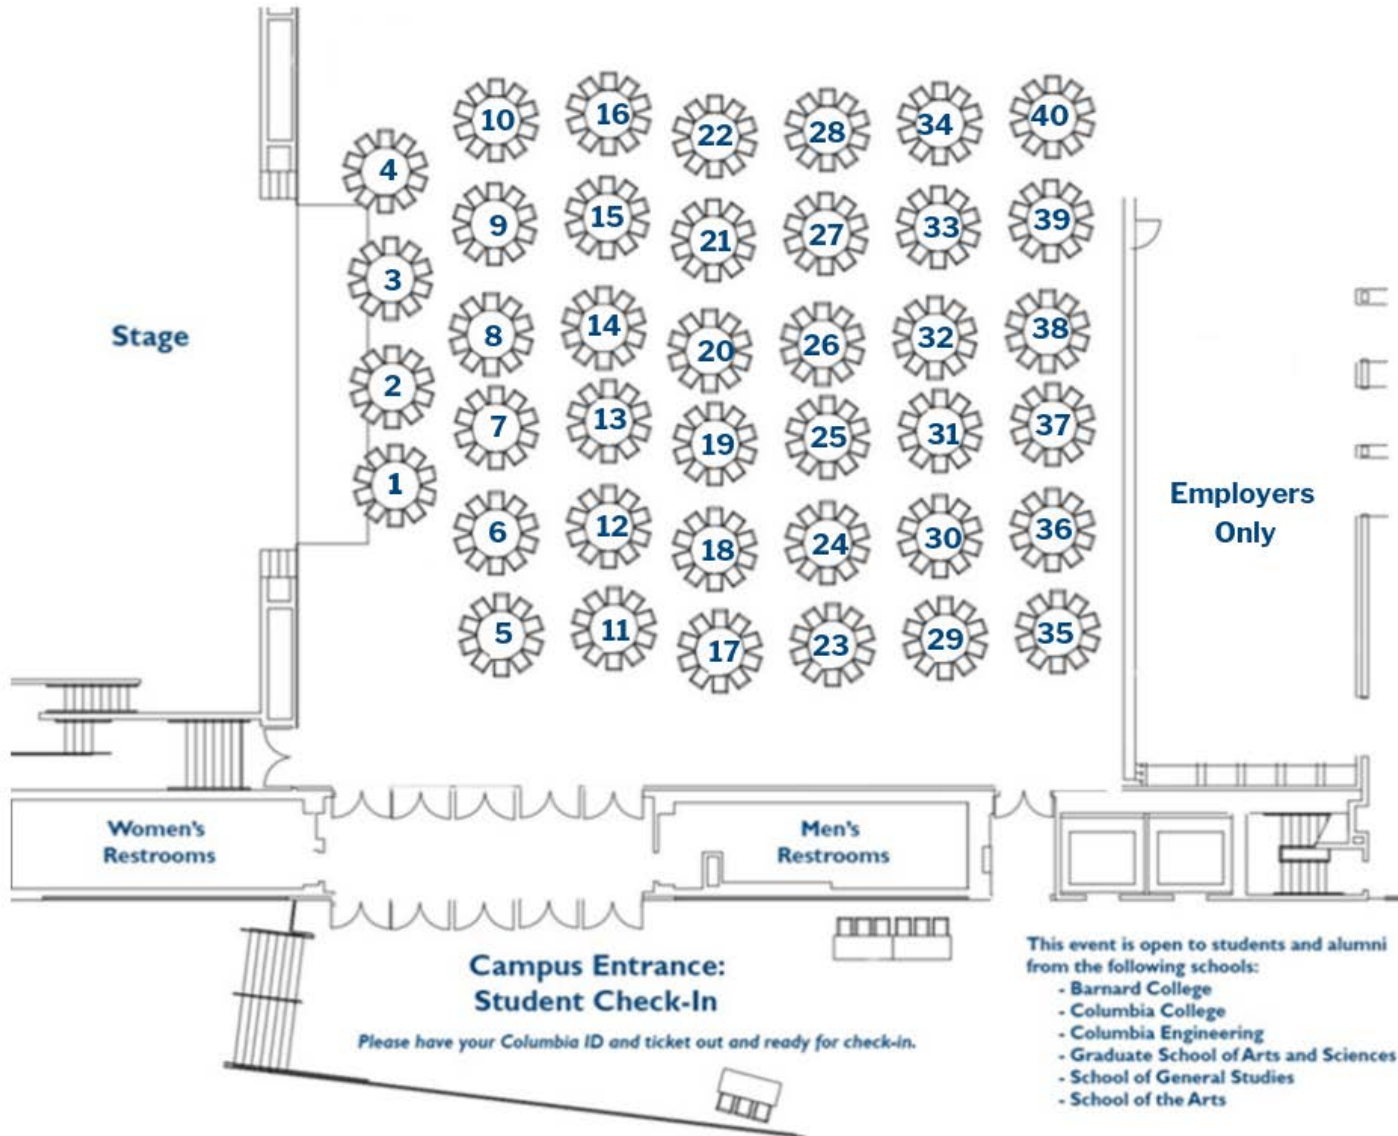 10
16
22
28
34
40
4
9
15
21
27
33
39
3
8
14
20
26
32
38
Stage
2
7
13
19
25
31
37
1
6
12
18
24
30
36
Employers
Only
5
11
17
23
29
35
Women's
Restrooms
Men's
Restrooms
Campus Entrance:
Student Check-In
Please have your Columbia ID and ticket out and ready for check-in.
This event is open to students and alumni
from the following schools:
- Barnard College
- Columbia College
- Columbia Engineering
- Graduate School of Arts and Sciences
- School of General Studies
- School of the Arts